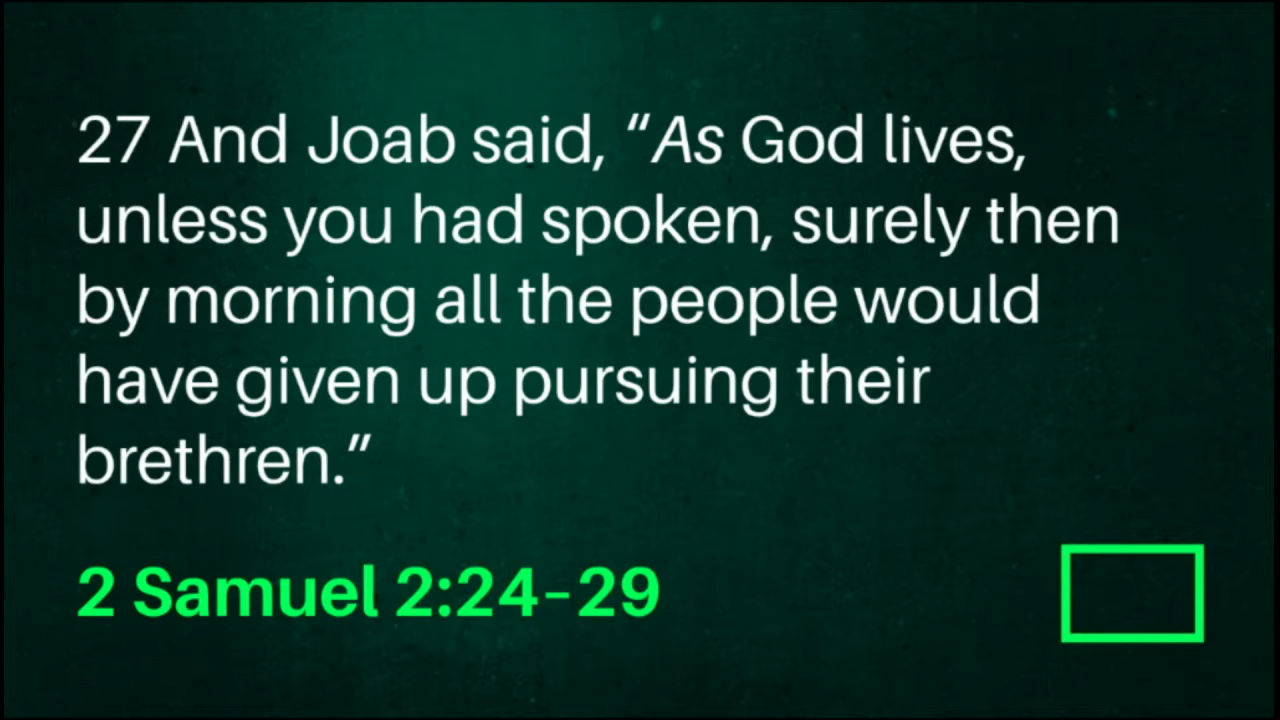 27 And Joab said, “As God lives,
unless you had spoken, surely then
by morning all the people would
have given up pursuing their
brethren.”
2 Samuel 2:24–29